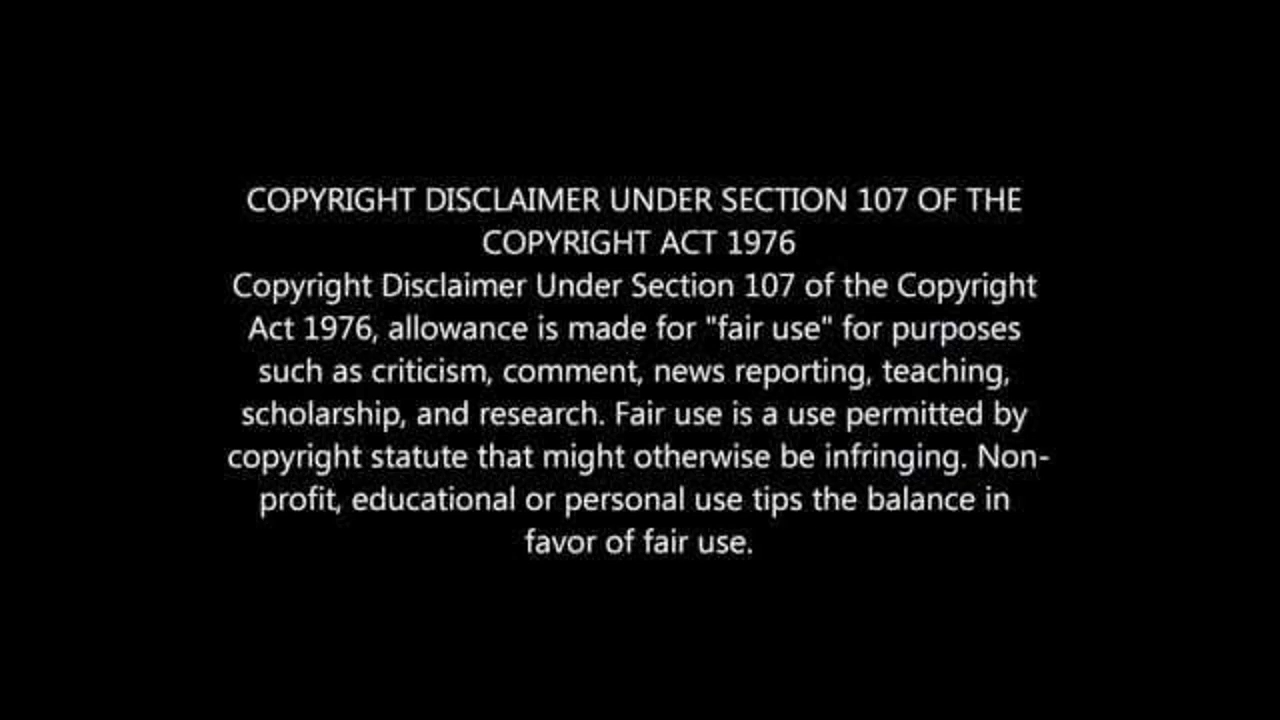 COPYRIGHT DISCLAIMER UNDER SECTION 107 OF THE
COPYRIGHT ACT 1976
Copyright Disclaimer Under Section 107 of the Copyright
Act 1976, allowance is made for "fair use" for purposes
such as criticism, comment, news reporting, teaching,
scholarship, and research. Fair use is a use permitted by
copyright statute that might otherwise be infringing. Non-
profit, educational or personal use tips the balance in
favor of fair use.